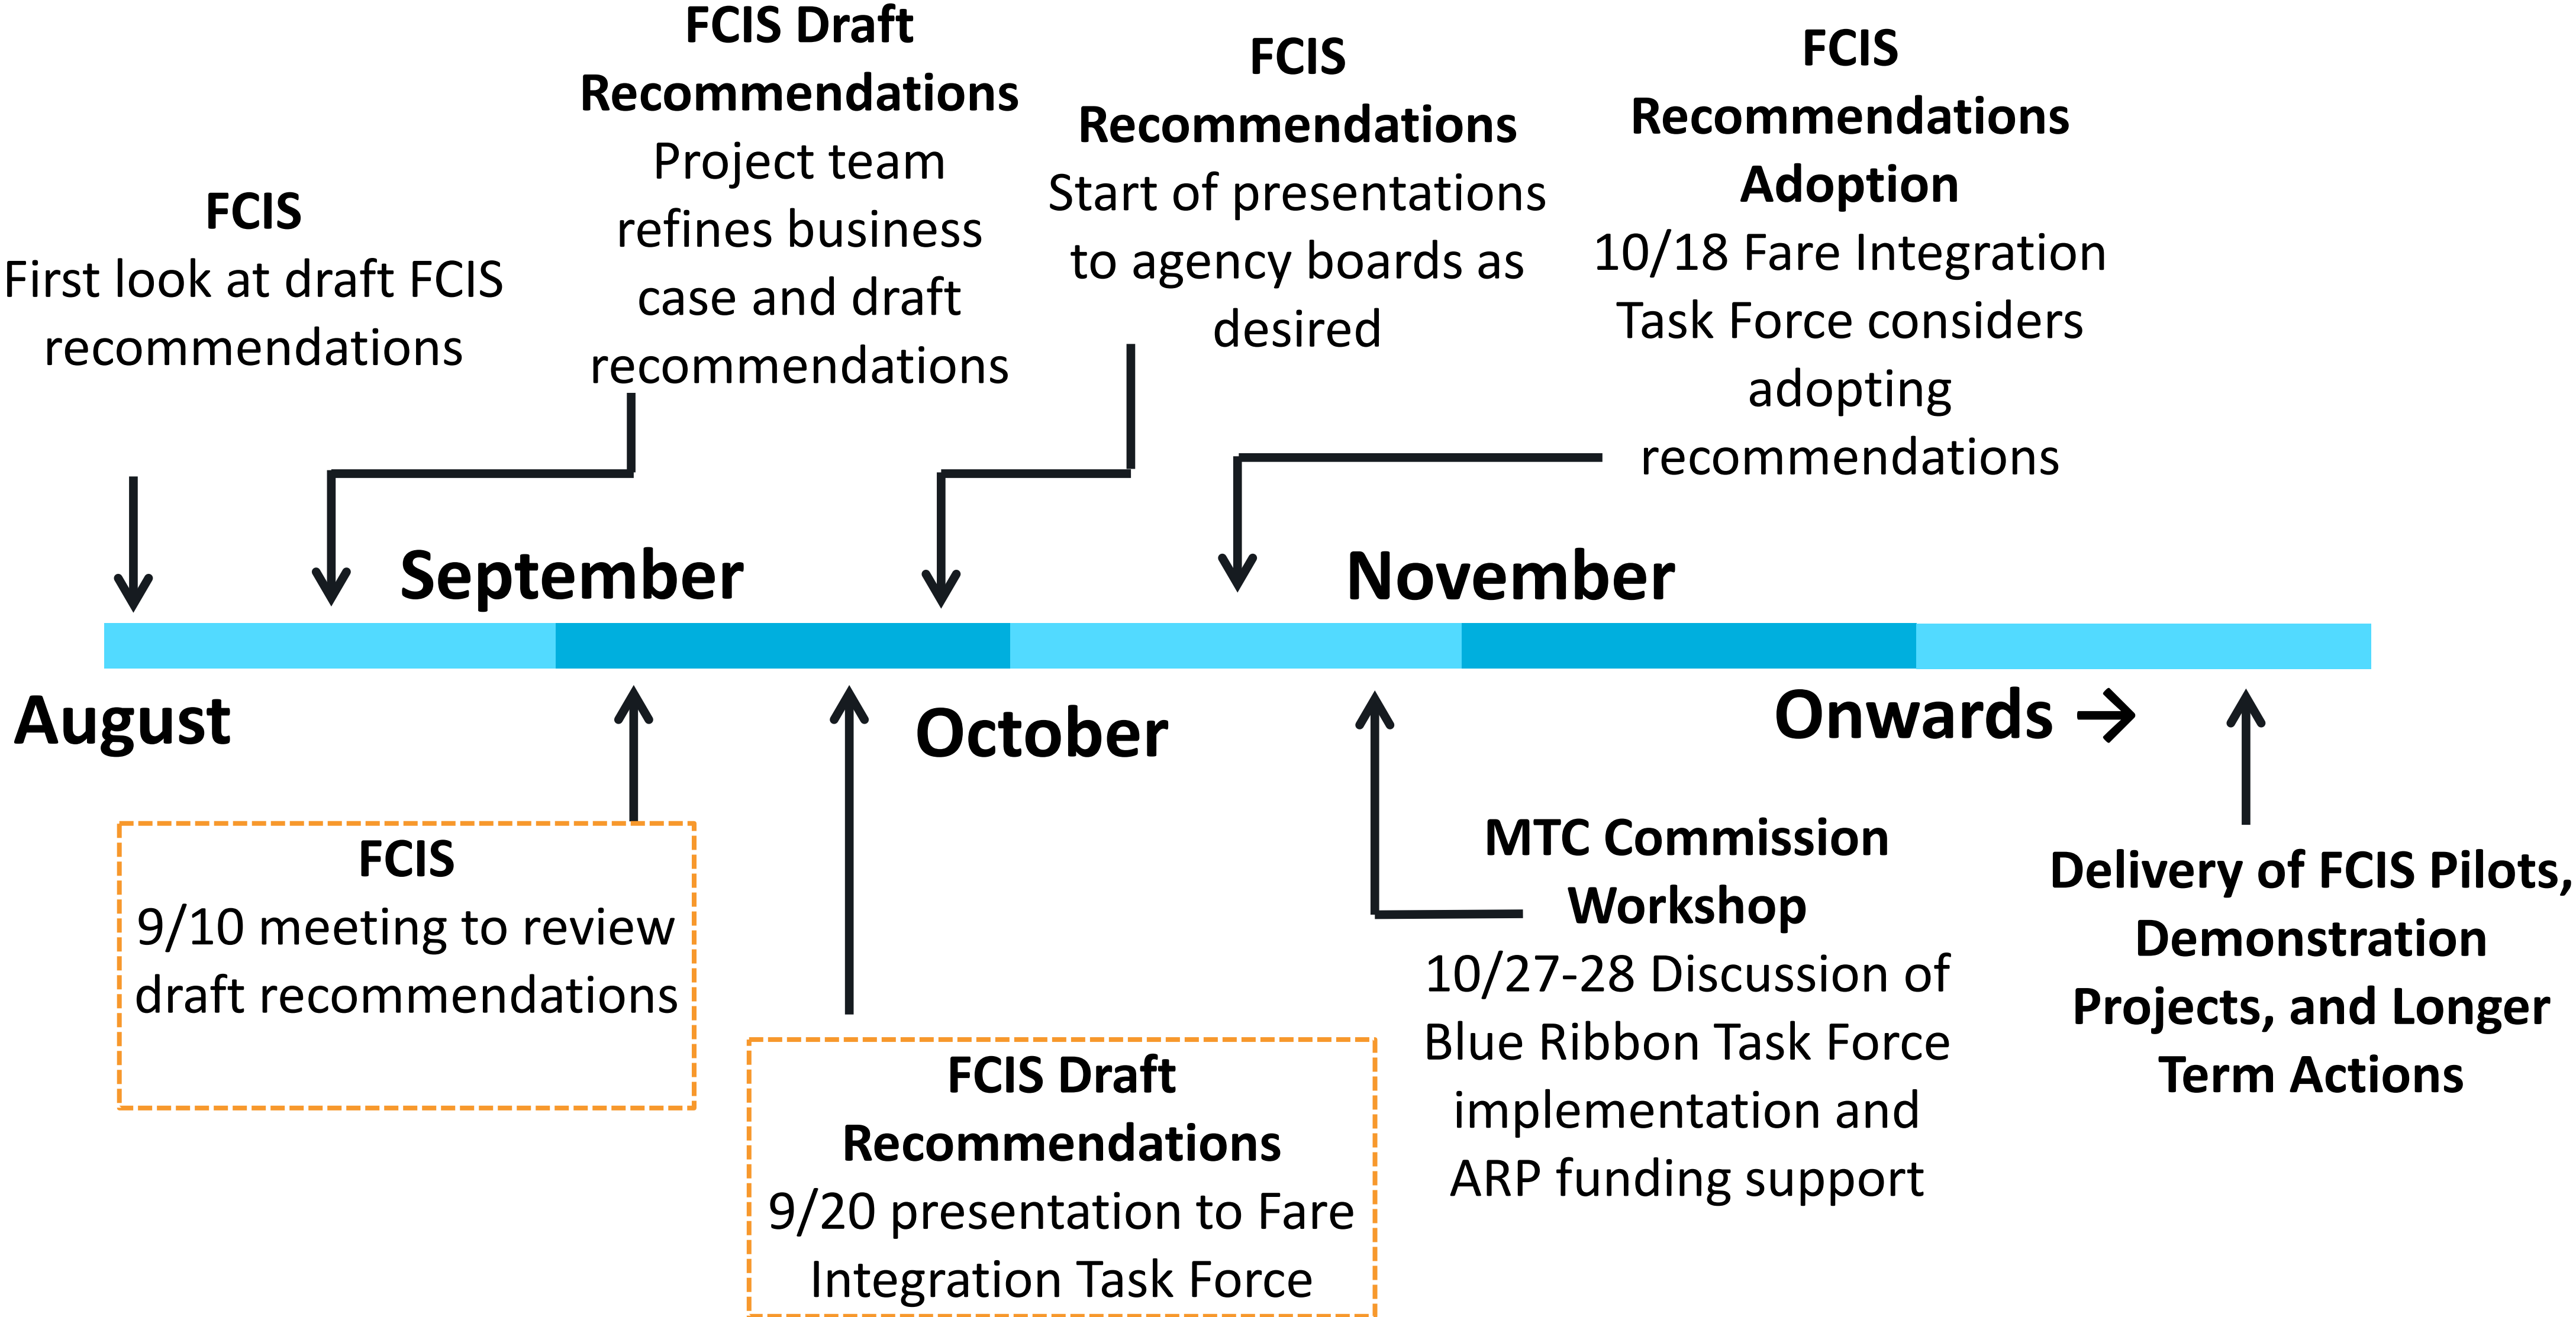 FCIS
First look at draft FCIS
recommendations
FCIS Draft
Recommendations
Project team
refines business
case and draft
recommendations
FCIS
Recommendations
Start of presentations
to agency boards as
desired
FCIS
Recommendations
Adoption
10/18 Fare Integration
Task Force considers
adopting
recommendations
September
November
August
October
Onwards →
FCIS
9/10 meeting to review
draft recommendations
FCIS Draft
Recommendations
9/20 presentation to Fare
Integration Task Force
MTC Commission
Workshop
10/27-28 Discussion of
Blue Ribbon Task Force
implementation and
ARP funding support
Delivery of FCIS Pilots,
Demonstration
Projects, and Longer
Term Actions